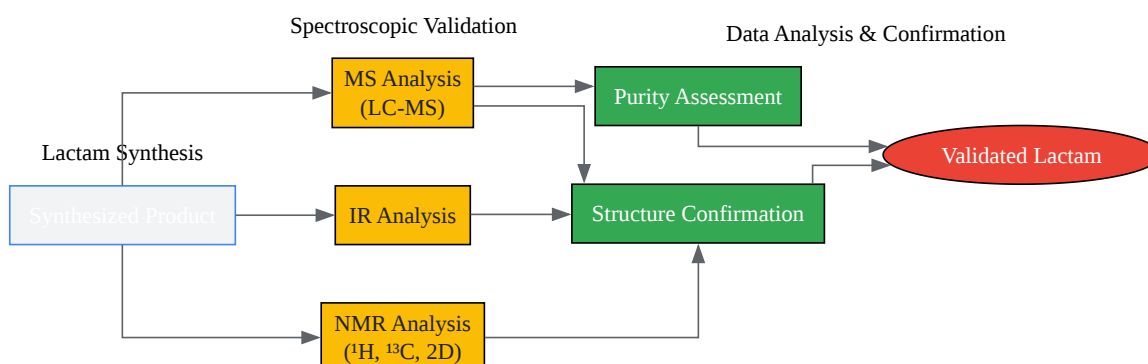 Spectroscopic Validation
Data Analysis & Confirmation
MS Analysis
(LC-MS)
Purity Assessment
Lactam Synthesis
Validated Lactam
Synthesized Product
IR Analysis
Structure Confirmation
NMR Analysis
(¹H, ¹³C, 2D)